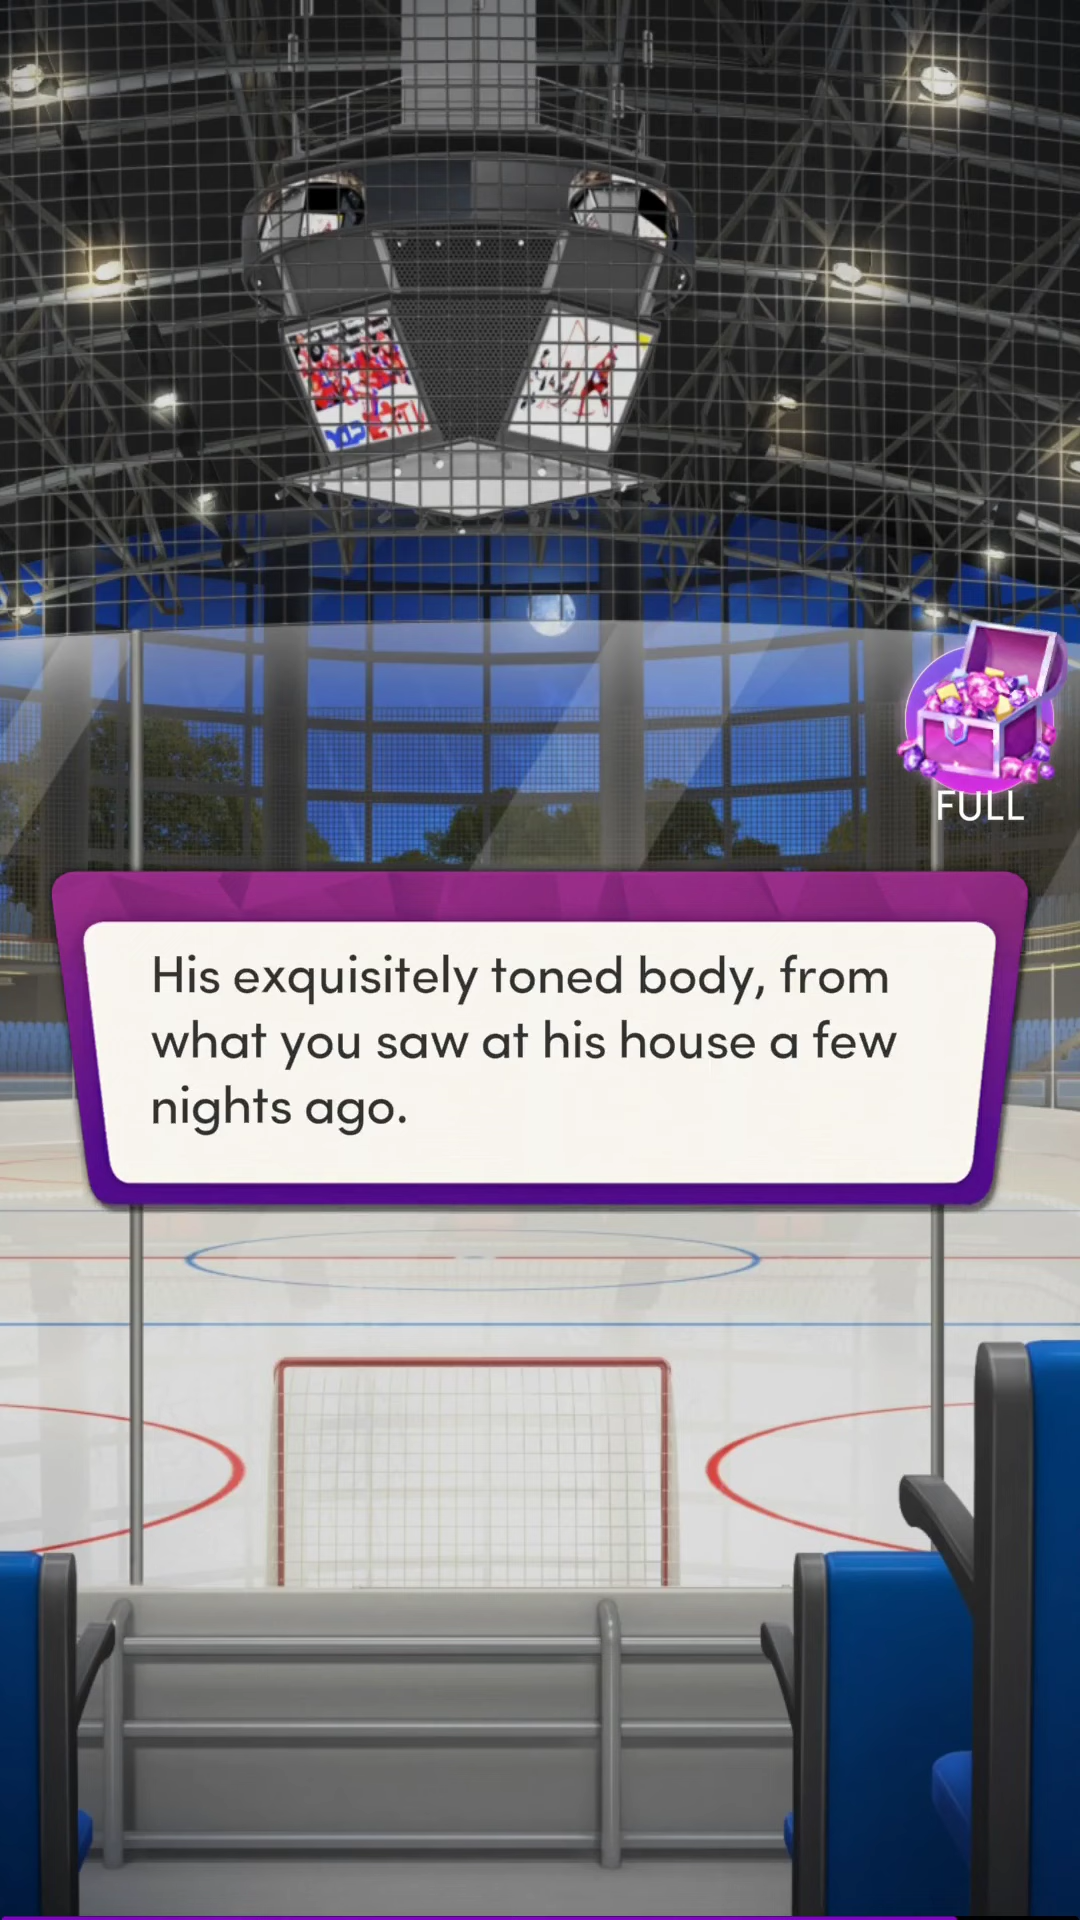 FULL
His exquisitely toned body, from
what you saw at his house a few
nights ago.